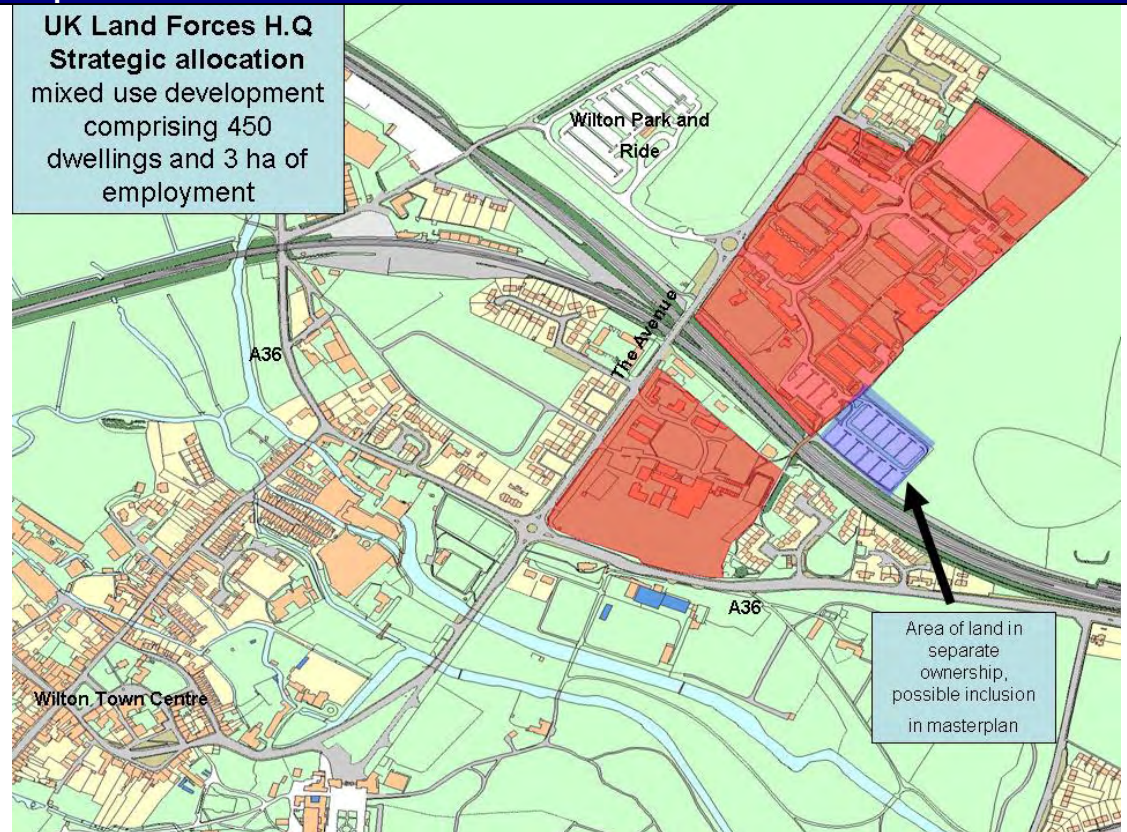 UK Land Forces H.Q
Strategic allocation
mixed use development
comprising 450
dwellings and 3 ha of
employment
Wilton Park and
Ride
The Avenue
A36
A36
Area of land in
separate
ownership,
possible inclusion
in masterplan
Wilton Town Centre